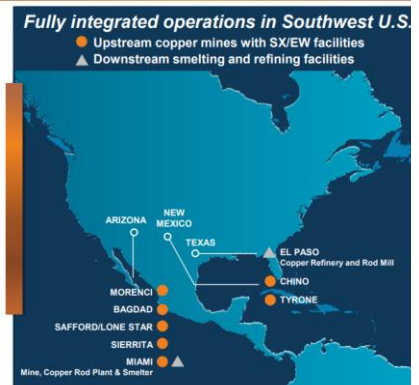 Fully integrated operations in Southwest U.S.
Upstream copper mines with SX/EW facilities
Downstream smelting and refining facilities
ARIZONA
NEW
MEXICO
TEXAS
EL PASO
Copper Refinery and Rod Mill
CHINO
TYRONE
MORENCI
BAGDAD
SAFFORD/LONE STAR
SIERRITA
MIAMI
Mine, Copper Rod Plant & Smelter